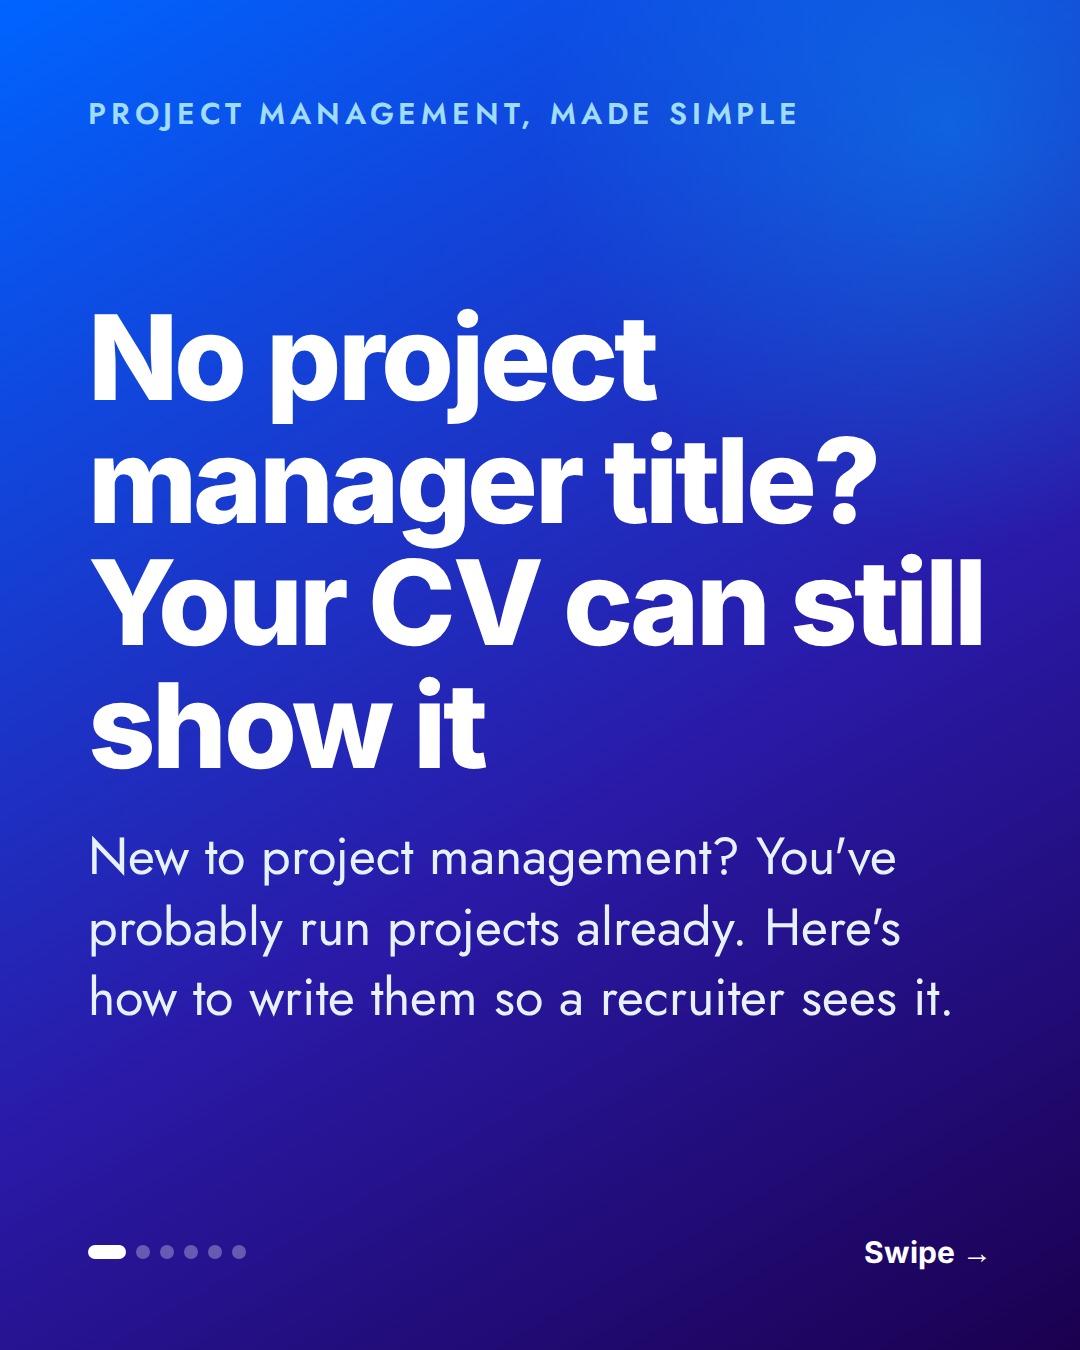 PROJECT MANAGEMENT, MADE SIMPLE
No project
manager title?
Your CV can still
show it
New to project management? You've
probably run projects already. Here's
how to write them so a recruiter sees it.
Swipe →